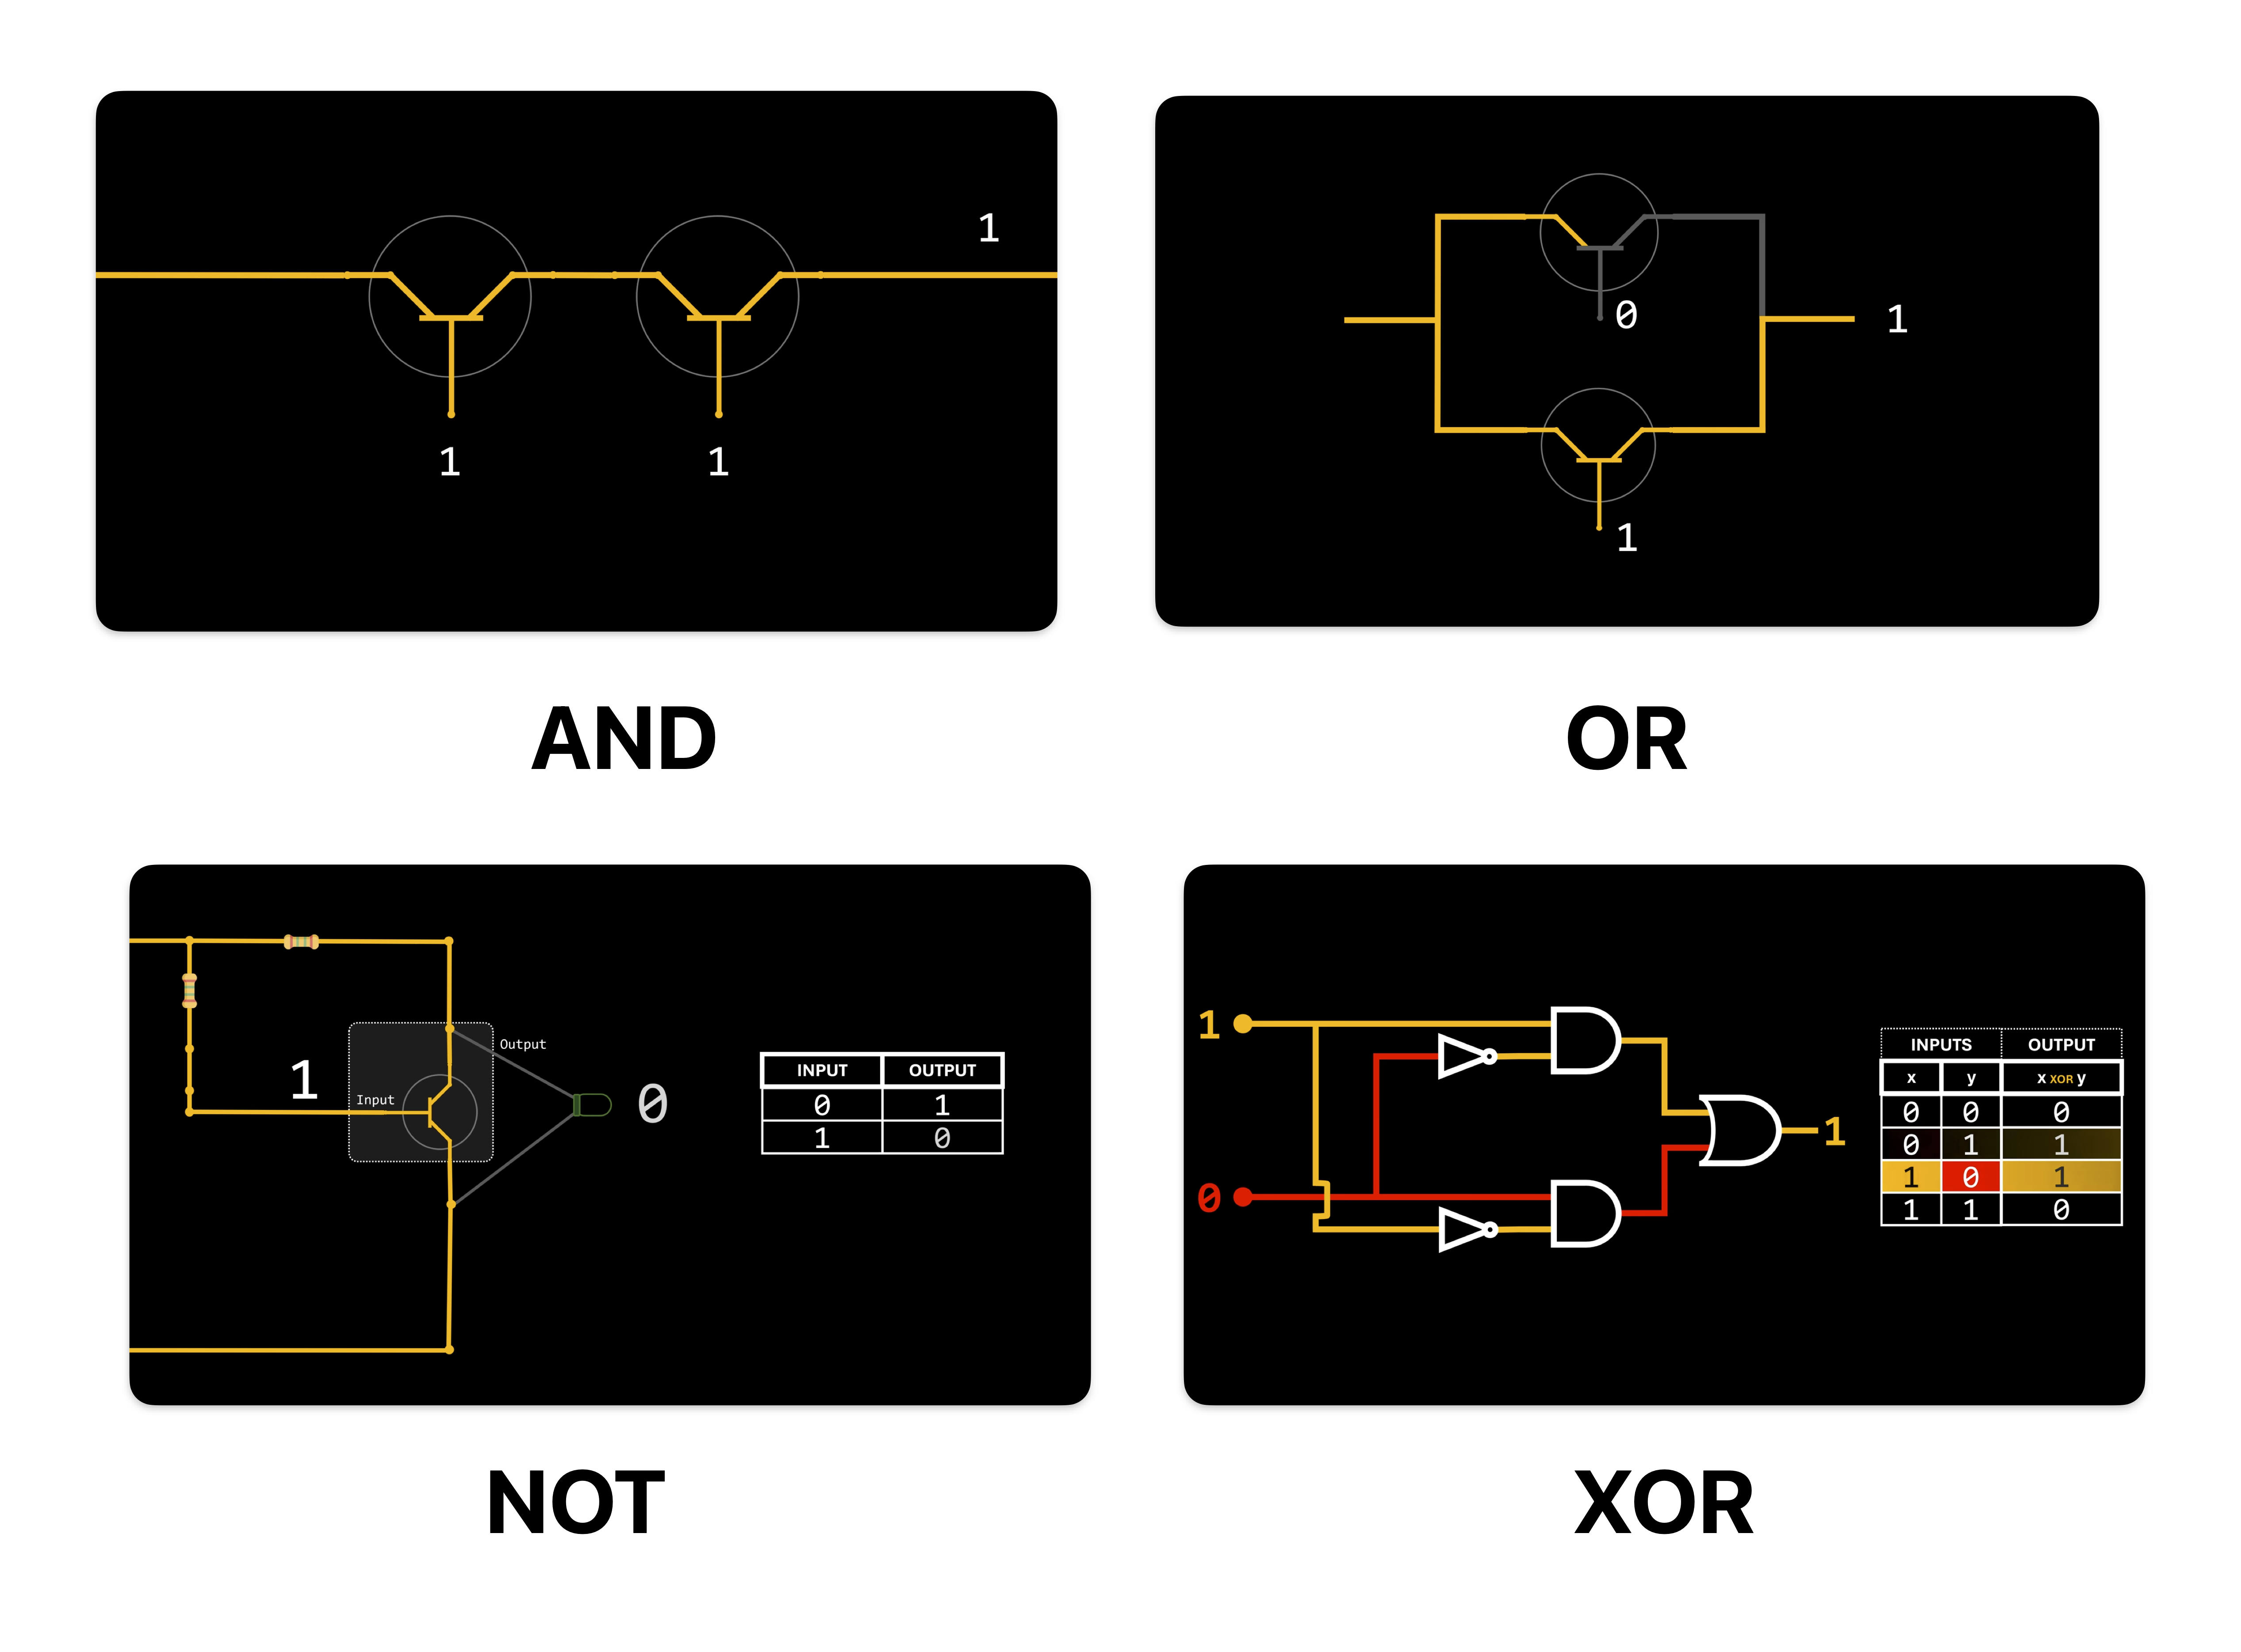 1
1 1
AND
0
1
1
OR
1
Input
Output
0
INPUT OUTPUT
0 1
1 0
NOT
1
0
1
INPUTS OUTPUT
x y x XOR y
0 0 0
0 1 1
1 0 1
1 1 0
XOR